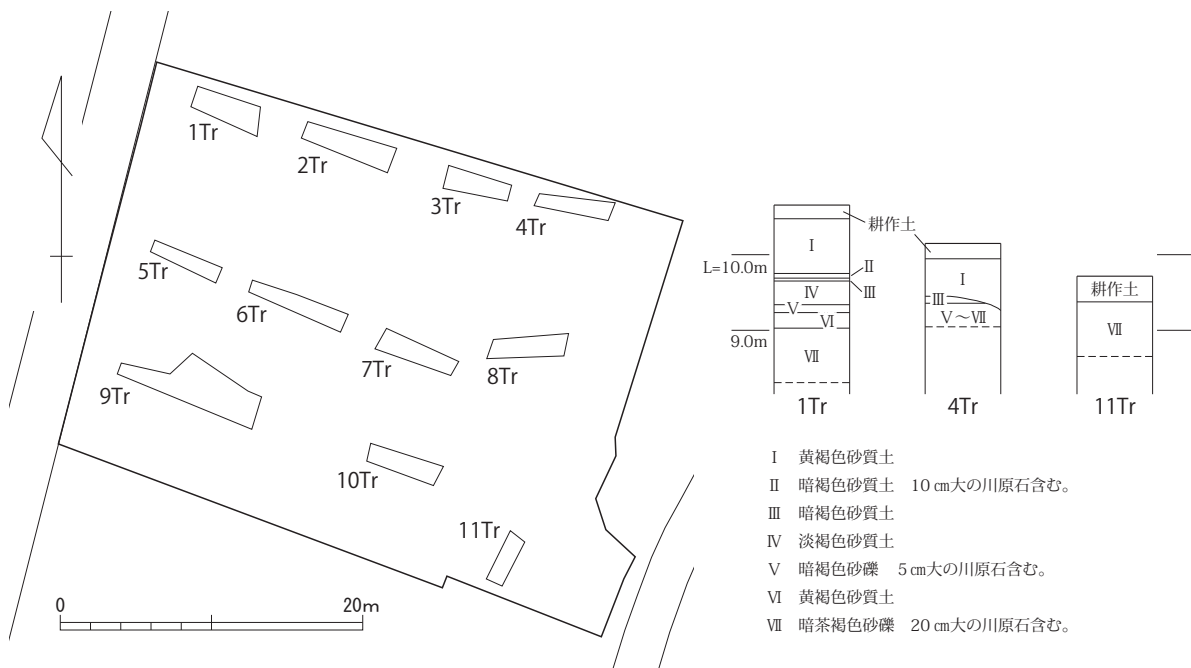 1Tr
2Tr
3Tr
4Tr
5Tr
6Tr
7Tr
8Tr
9Tr
10Tr
11Tr
0 20m
耕作土
L=10.0m
9.0m
Ⅰ
Ⅱ
Ⅲ
Ⅳ
Ⅴ
Ⅵ
Ⅶ
1Tr
Ⅰ
Ⅲ
Ⅴ～Ⅶ
4Tr
耕作土
Ⅶ
11Tr
Ⅰ 黄褐色砂質土
Ⅱ 暗褐色砂質土 10㎝大の川原石含む。
Ⅲ 暗褐色砂質土
Ⅳ 淡褐色砂質土
Ⅴ 暗褐色砂礫 5㎝大の川原石含む。
Ⅵ 黄褐色砂質土
Ⅶ 暗茶褐色砂礫 20㎝大の川原石含む。